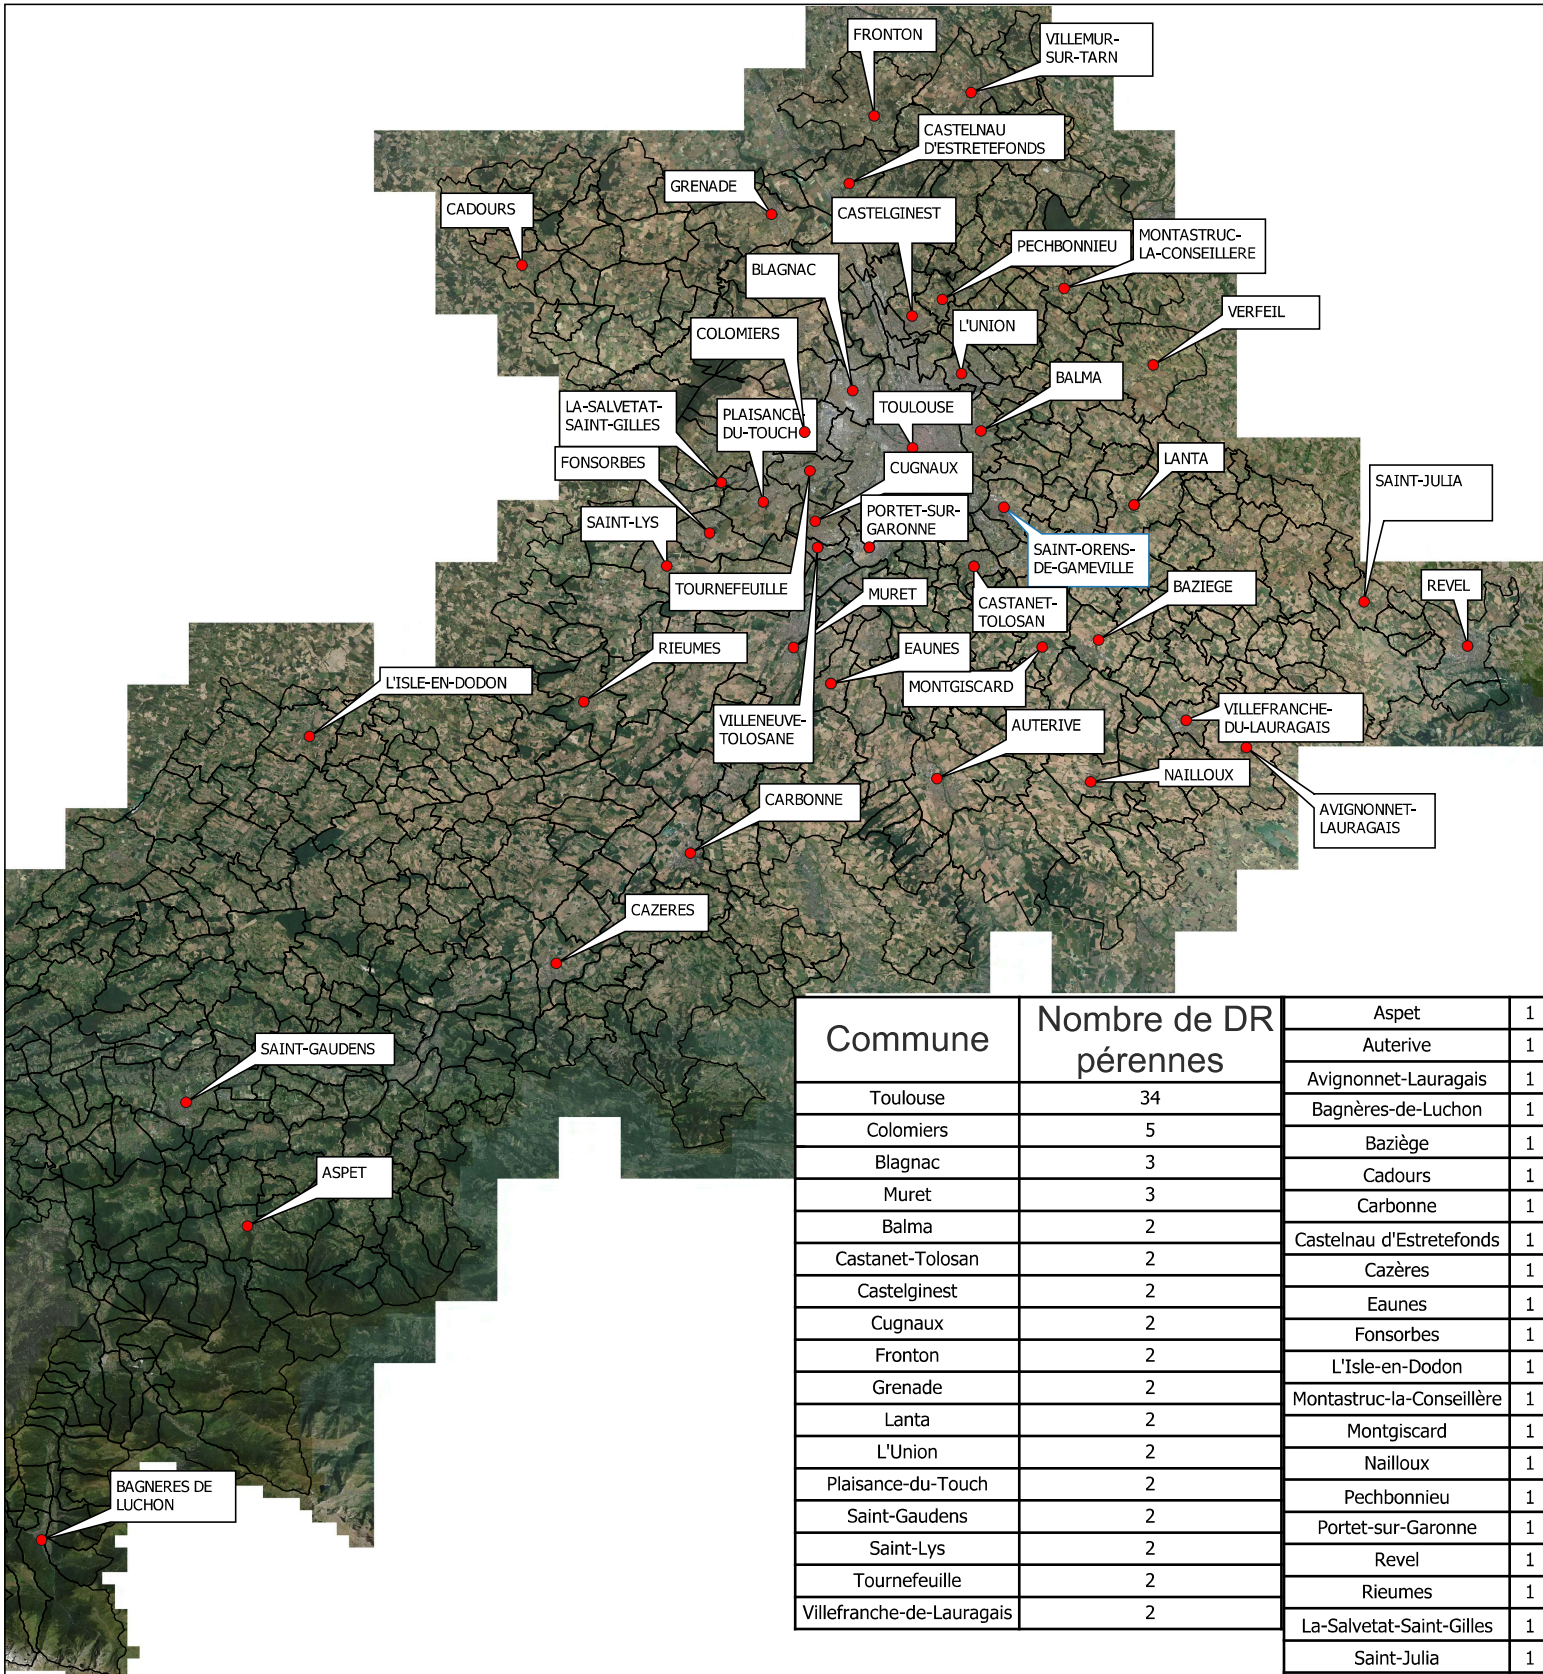 FRONTON
VILLEMUR-
SUR-TARN
CASTELNAU
D'ESTRETEFONDS
GRENADE
CADOURS
CASTELGINEST
PECHBONNIEU
MONTASTRUC-
LA-CONSEILLERE
BLAGNAC
VERFEIL
L'UNION
COLOMIERS
BALMA
LA-SALVETAT-
SAINT-GILLES
PLAISANCE-
DU-TOUCH
TOULOUSE
FONSORBES
CUGNAUX
LANTA
SAINT-JULIA
SAINT-LYS
PORTET-SUR-
GARONNE
SAINT-ORENS-
DE-GAMEVILLE
TOURNEFEUILLE
MURET
CASTANET-
TOLOSAN
BAZIEGE
REVEL
RIEUMES
EAUNES
L'ISLE-EN-DODON
MONTGISCARD
VILLENEUVE-
TOLOSANE
AUTERIVE
VILLEFRANCHE-
DU-LAURAGAIS
NAILLOUX
CARBONNE
AVIGNONNET-
LAURAGAIS
CAZERES
SAINT-GAUDENS
ASPET
BAGNERES DE
LUCHON
Commune Nombre de DR
pérennes
Toulouse 34
Colomiers 5
Blagnac 3
Muret 3
Balma 2
Castanet-Tolosan 2
Castelginest 2
Cugnaux 2
Fronton 2
Grenade 2
Lanta 2
L'Union 2
Plaisance-du-Touch 2
Saint-Gaudens 2
Saint-Lys 2
Tournefeuille 2
Villefranche-de-Lauragais 2
Aspet 1
Auterive 1
Avignonnet-Lauragais 1
Bagnères-de-Luchon 1
Baziège 1
Cadours 1
Carbonne 1
Castelnau d'Estretefonds 1
Cazères 1
Eaunes 1
Fonsorbes 1
L'Isle-en-Dodon 1
Montastruc-la-Conseillère 1
Montgiscard 1
Nailloux 1
Pechbonnieu 1
Portet-sur-Garonne 1
Revel 1
Rieumes 1
La-Salvetat-Saint-Gilles 1
Saint-Julia 1